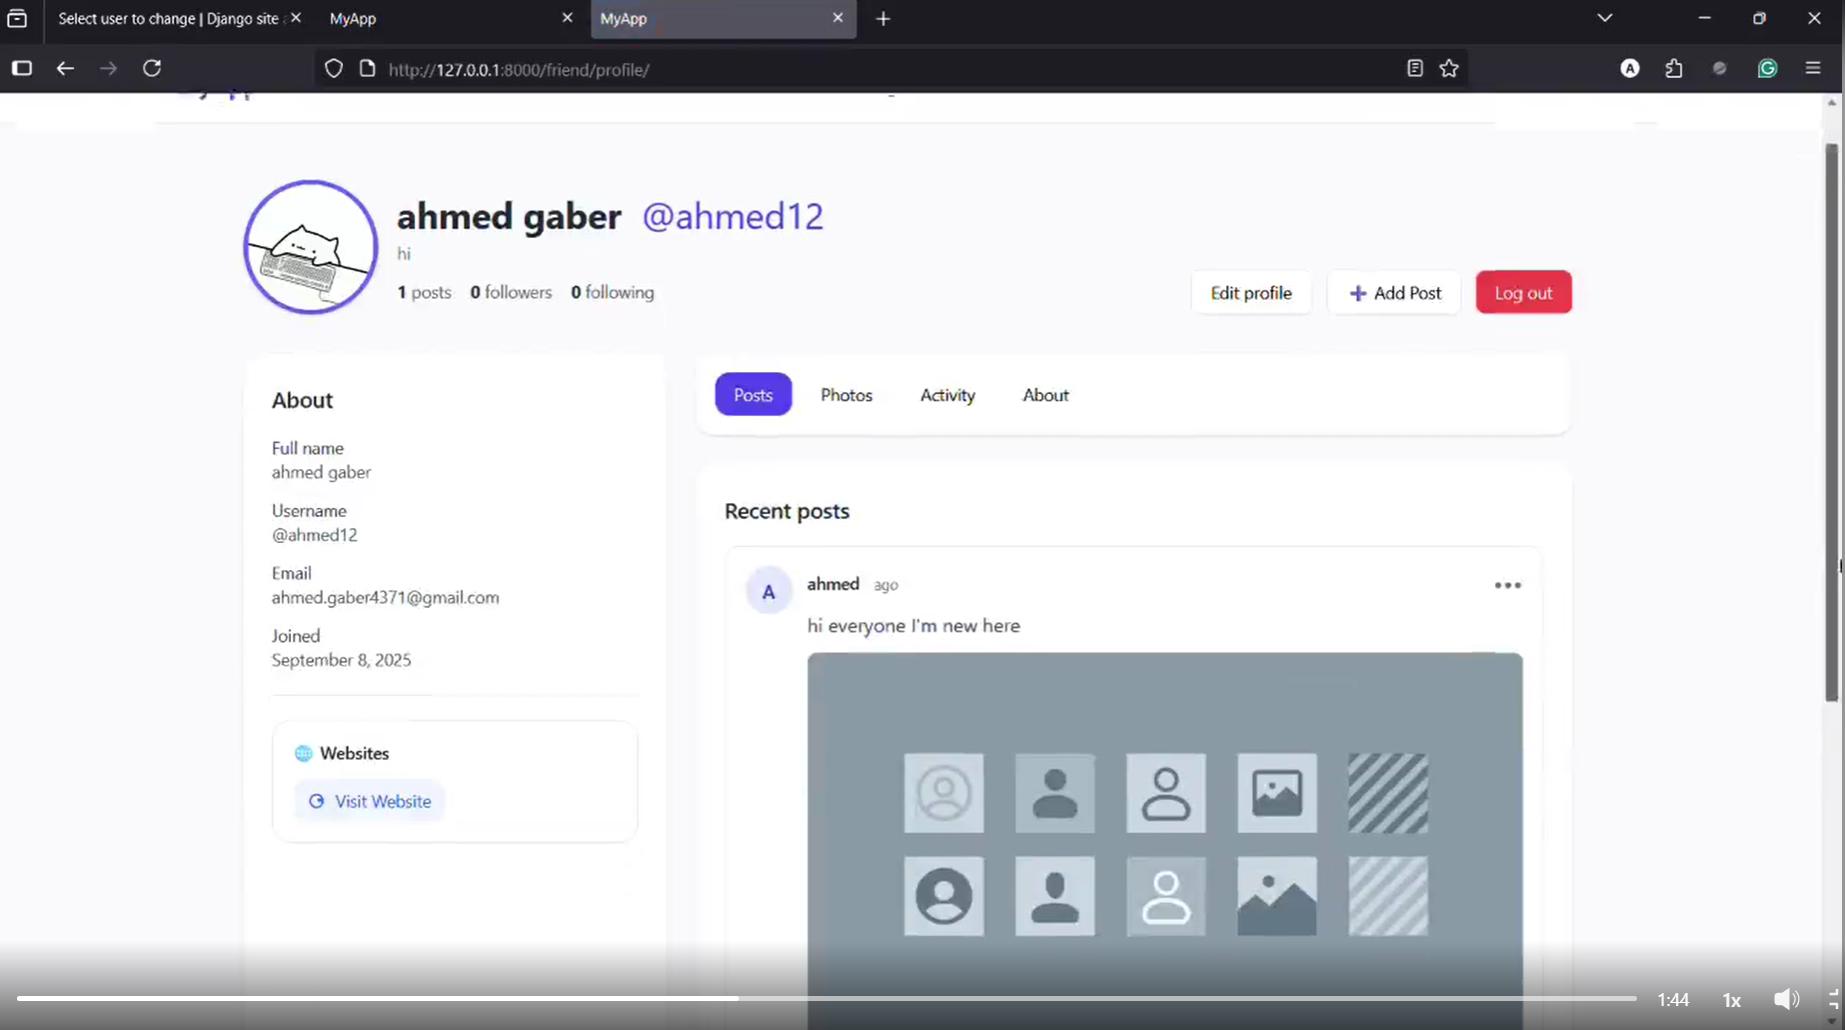 Select user to change | Django site
MyApp
MyApp
http://127.0.0.1:8000/friend/profile/
ahmed gaber @ahmed12
hi
1 posts 0 followers 0 following
Edit profile
+ Add Post
Log out
About
Full name
ahmed gaber
Username
@ahmed12
Email
ahmed.gaber4371@gmail.com
Joined
September 8, 2025
Websites
Visit Website
Posts Photos Activity About
Recent posts
A
ahmed ago
hi everyone I'm new here
1:44 1x